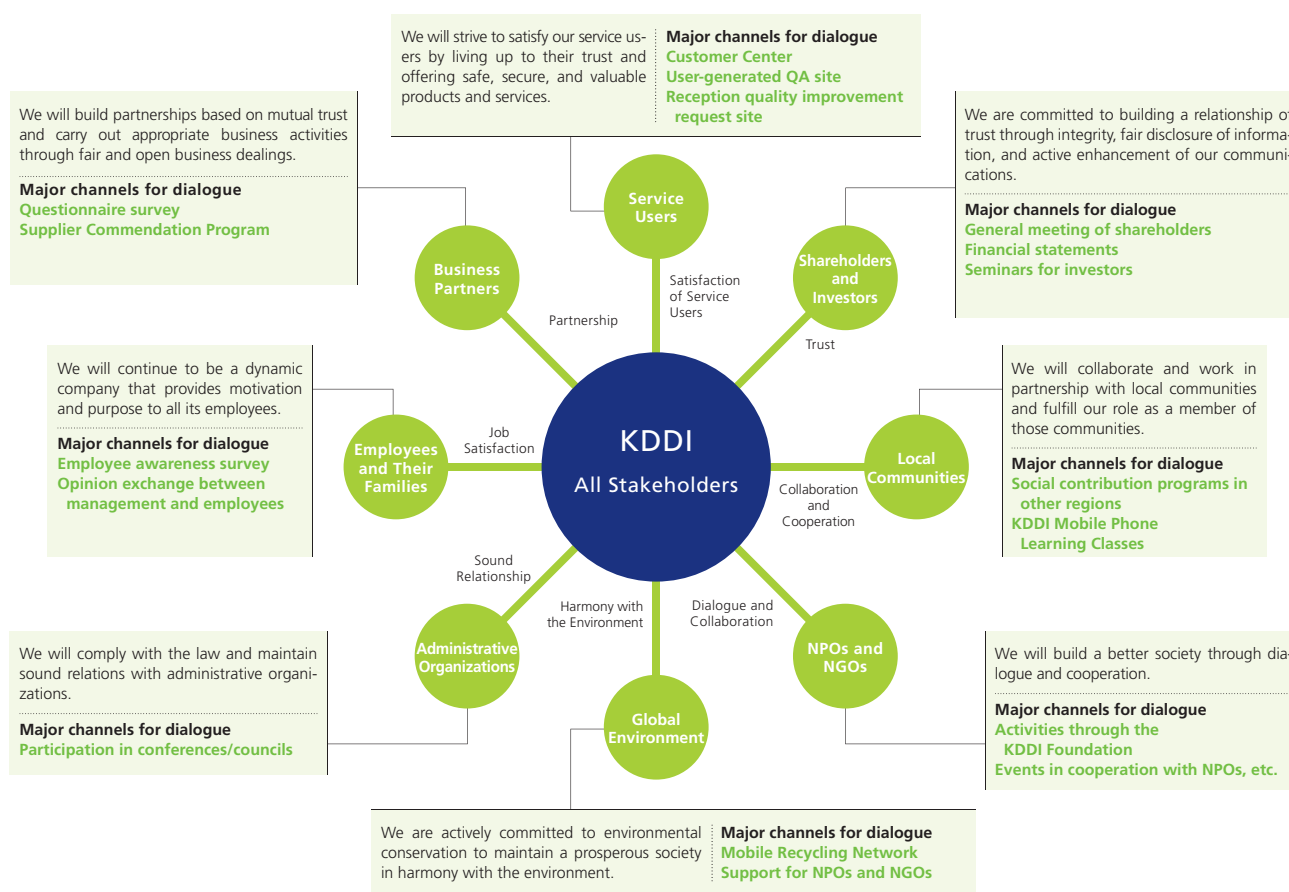 We will strive to satisfy our service us-
ers by living up to their trust and
offering safe, secure, and valuable
products and services.
Major channels for dialogue
Customer Center
User-generated QA site
Reception quality improvement
request site
We will build partnerships based on mutual trust
and carry out appropriate business activities
through fair and open business dealings.
Major channels for dialogue
Questionnaire survey
Supplier Commendation Program
We are committed to building a relationship of
trust through integrity, fair disclosure of informa-
tion, and active enhancement of our communi-
cations.
Major channels for dialogue
General meeting of shareholders
Financial statements
Seminars for investors
Service
Users
Business
Partners
Shareholders
and
Investors
Satisfaction
of Service
Users
Partnership
Trust
We will continue to be a dynamic
company that provides motivation
and purpose to all its employees.
Major channels for dialogue
Employee awareness survey
Opinion exchange between
management and employees
Employees
and Their
Families
Job
Satisfaction
KDDI
All Stakeholders
Collaboration
and
Cooperation
Local
Communities
We will collaborate and work in
partnership with local communities
and fulfill our role as a member of
those communities.
Major channels for dialogue
Social contribution programs in
other regions
KDDI Mobile Phone
Learning Classes
Sound
Relationship
Harmony with
the Environment
Dialogue and
Collaboration
Administrative
Organizations
Global
Environment
NPOs and
NGOs
We will comply with the law and maintain
sound relations with administrative organi-
zations.
Major channels for dialogue
Participation in conferences/councils
We will build a better society through dia-
logue and cooperation.
Major channels for dialogue
Activities through the
KDDI Foundation
Events in cooperation with NPOs, etc.
We are actively committed to environmental
conservation to maintain a prosperous society
in harmony with the environment.
Major channels for dialogue
Mobile Recycling Network
Support for NPOs and NGOs